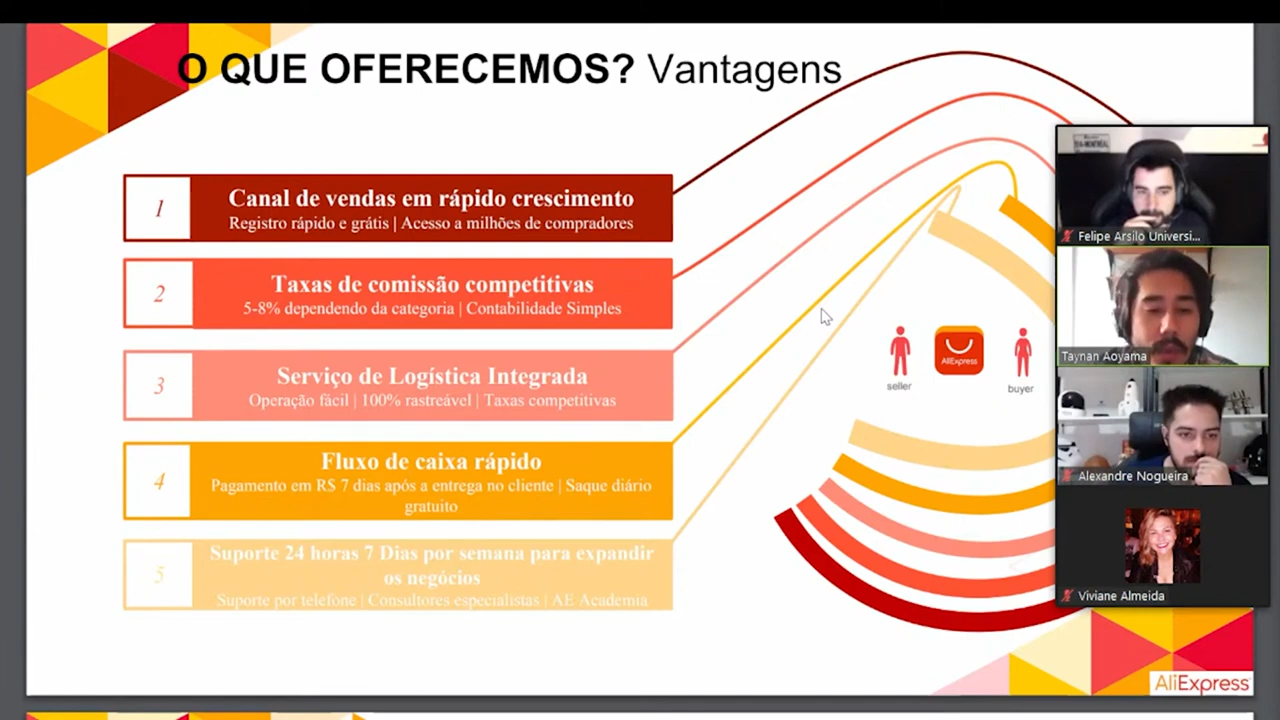 O QUE OFERECEMOS? Vantagens
1
Canal de vendas em rápido crescimento
Registro rápido e grátis | Acesso a milhões de compradores
2
Taxas de comissão competitivas
5-8% dependendo da categoria | Contabilidade Simples
3
Serviço de Logística Integrada
Operação fácil | 100% rastreável | Taxas competitivas
4
Fluxo de caixa rápido
Pagamento em R$ 7 dias após a entrega no cliente | Saque diário
gratuito
5
Suporte 24 horas 7 Dias por semana para expandir
os negócios
Suporte por telefone | Consultores especialistas | AE Academia
AliExpress
seller
buyer
Felipe Arsilo Universi...
Taynan Aoyama
Alexandre Nogueira
Viviane Almeida
AliExpress